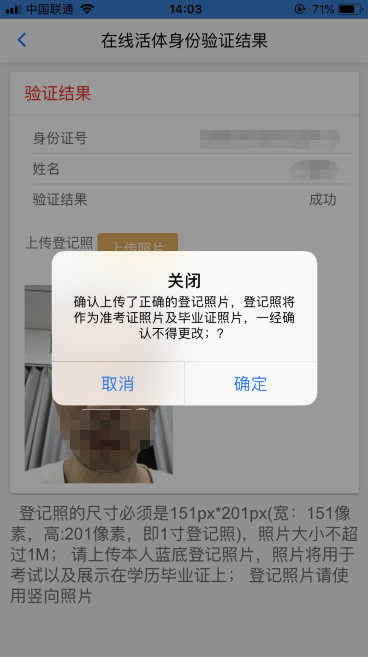 中国联通 14:03 71%
在线活体身份验证结果
验证结果
身份证号
姓名
验证结果 成功
上传登记照 上传照片
关闭
确认上传了正确的登记照片，登记照将
作为准考证照片及毕业证照片，一经确
认不得更改；?
取消 确定
登记照的尺寸必须是151px*201px(宽：151像
素，高:201像素，即1寸登记照)，照片大小不超
过1M； 请上传本人蓝底登记照片，照片将用于
考试以及展示在学历毕业证上； 登记照片请使
用竖向照片